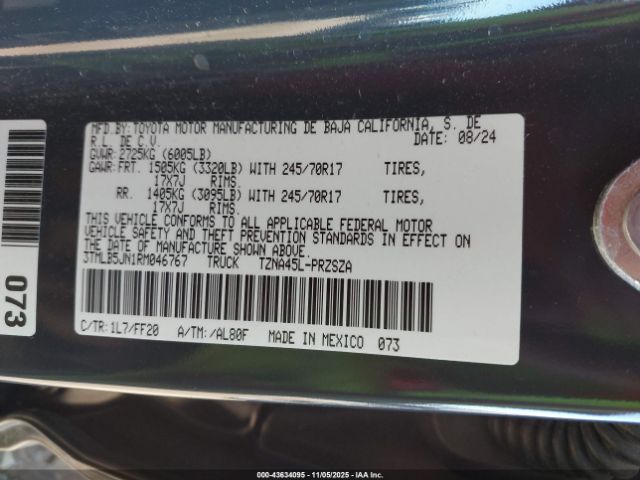 MFD.BY:TOYOTA MOTOR MANUFACTURING DE BAJA CALIFORNIA, S. DE
R.L. DE C.V. DATE: 08/24
GVWR: 2725KG (6005LB)
GAWR:FRT. 1505KG (3320LB) WITH 245/70R17 TIRES,
17X7J RIMS.
RR. 1405KG (3095LB) WITH 245/70R17 TIRES,
17X7J RIMS.
THIS VEHICLE CONFORMS TO ALL APPLICABLE FEDERAL MOTOR
VEHICLE SAFETY AND THEFT PREVENTION STANDARDS IN EFFECT ON
THE DATE OF MANUFACTURE SHOWN ABOVE.
3TMLB5JN1RM046767 TRUCK TZNA45L-PRZSZA
C/TR:1L7/FF20 A/TM:/AL80F MADE IN MEXICO 073
073
000-43634095 - 11/05/2025 - COPART.COM